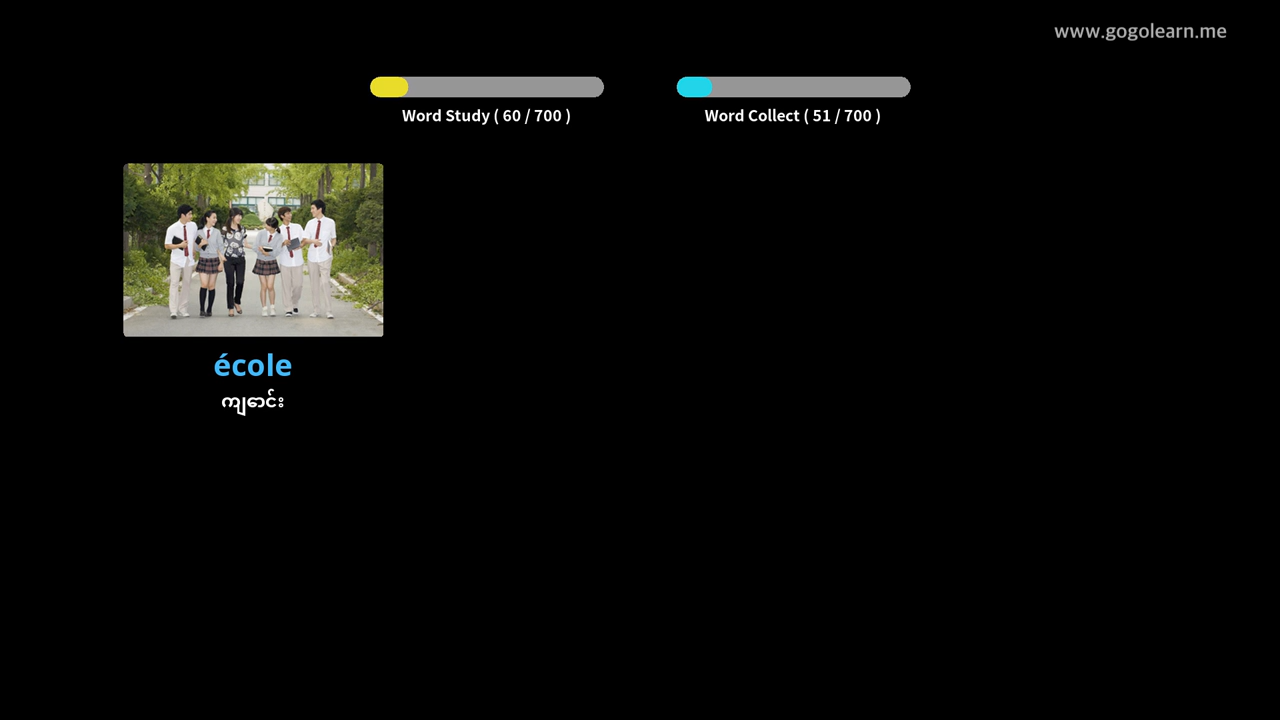 www.gogolearn.me
Word Study ( 60 / 700 )
Word Collect ( 51 / 700 )
école
ကျောင်း